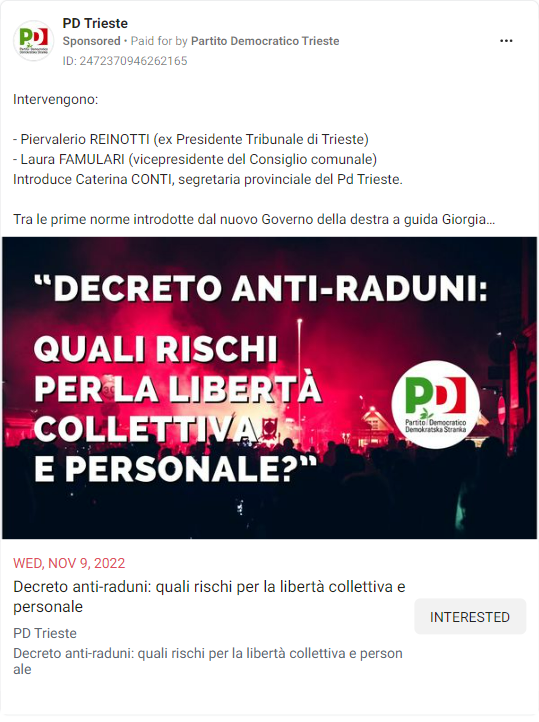 PD Trieste
Sponsored • Paid for by Partito Democratico Trieste
ID: 2472370946262165
Intervengono:
- Piervalerio REINOTTI (ex Presidente Tribunale di Trieste)
- Laura FAMULARI (vicepresidente del Consiglio comunale)
Introduce Caterina CONTI, segretaria provinciale del Pd Trieste.
Tra le prime norme introdotte dal nuovo Governo della destra a guida Giorgia...
“DECRETO ANTI-RADUNI:
QUALI RISCHI
PER LA LIBERTÀ
COLLETTIVA
E PERSONALE?”
PD
Partito Democratico
Demokratska Stranka
WED, NOV 9, 2022
Decreto anti-raduni: quali rischi per la libertà collettiva e
personale
INTERESTED
PD Trieste
Decreto anti-raduni: quali rischi per la libertà collettiva e person
ale